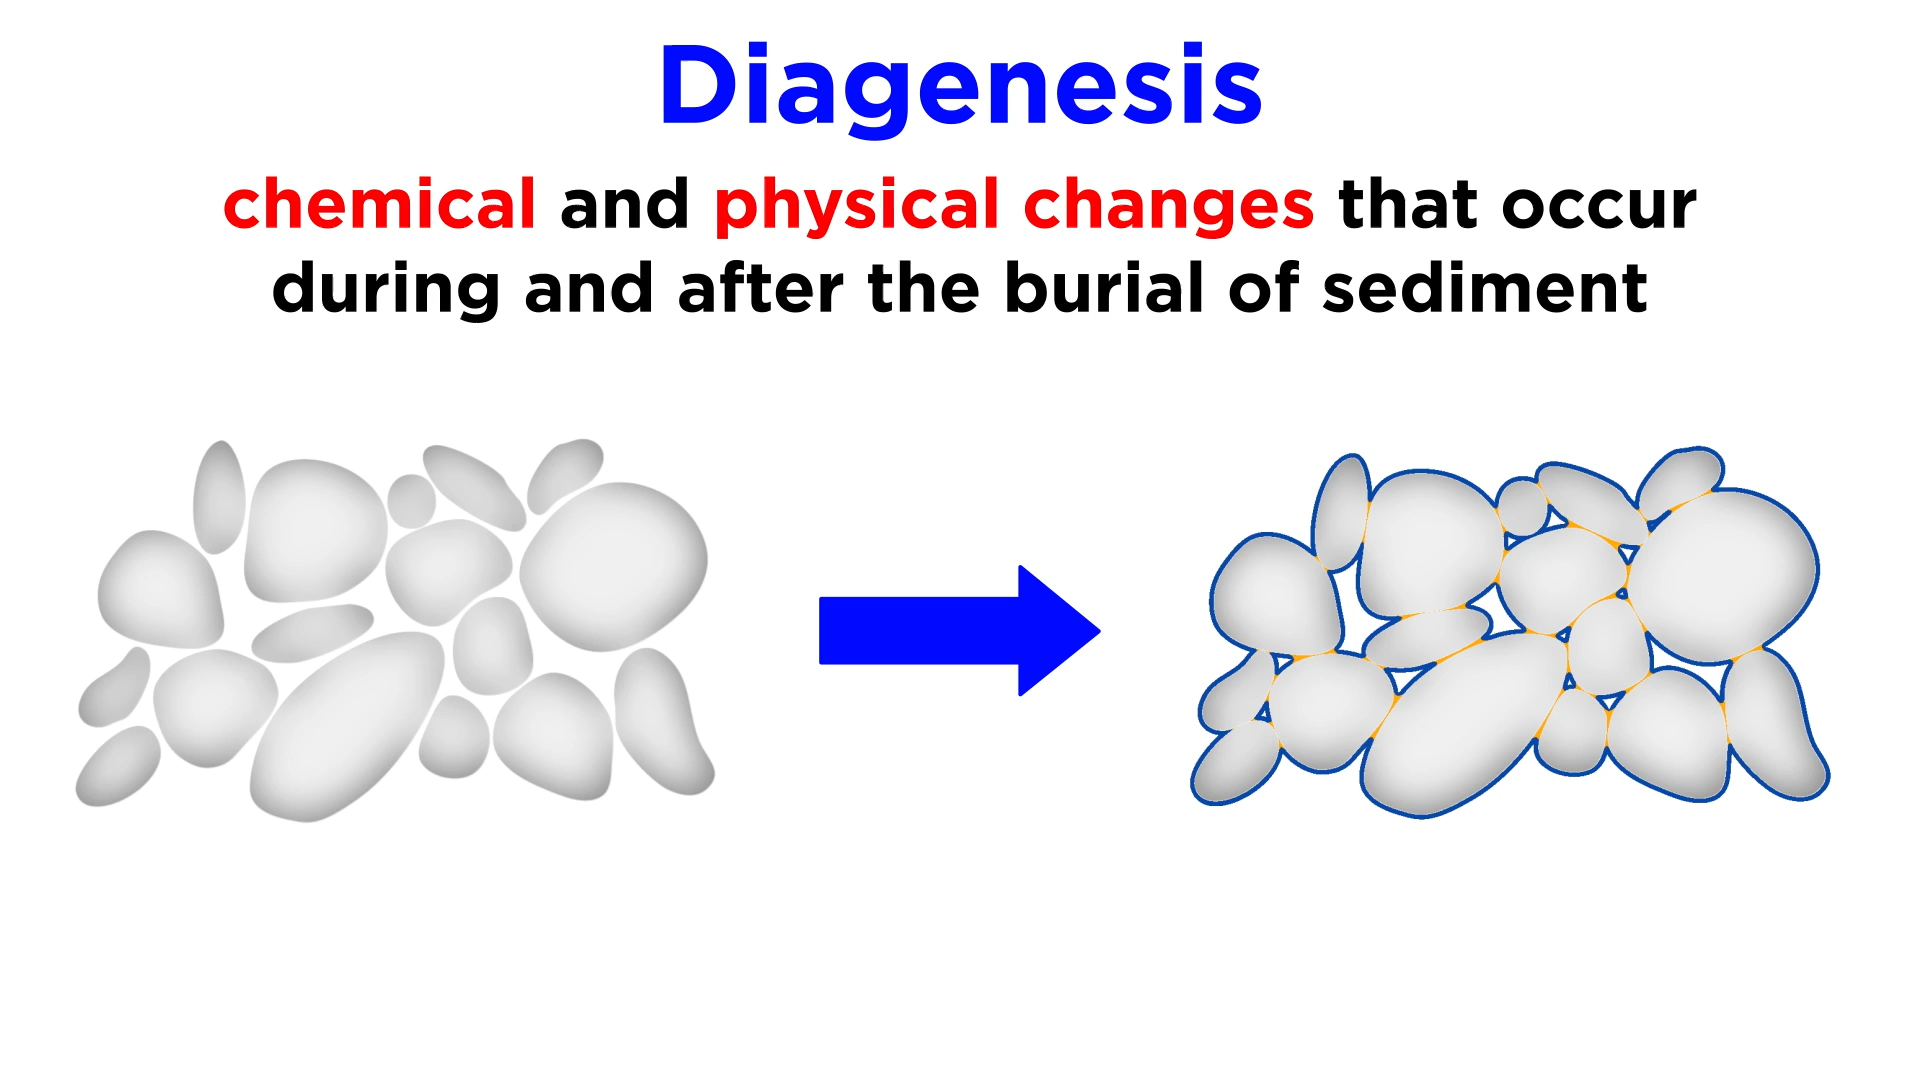 Diagenesis
chemical and physical changes that occur
during and after the burial of sediment